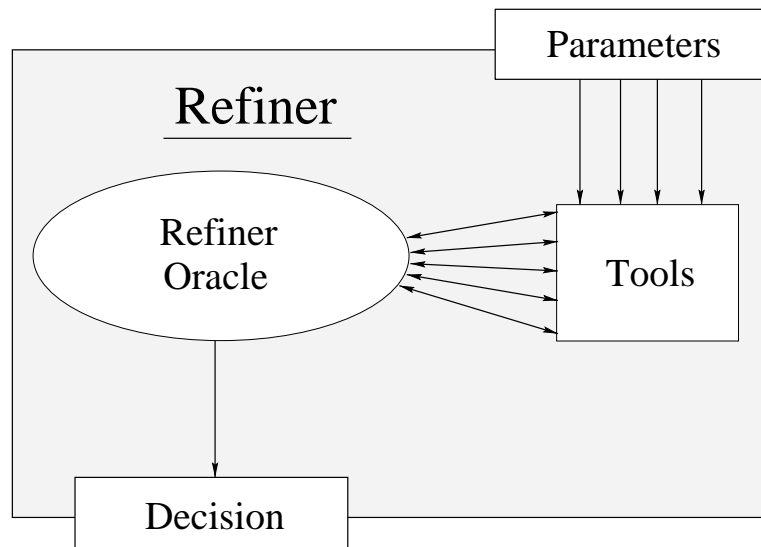 Parameters
Refiner
Refiner
Oracle
Tools
Decision